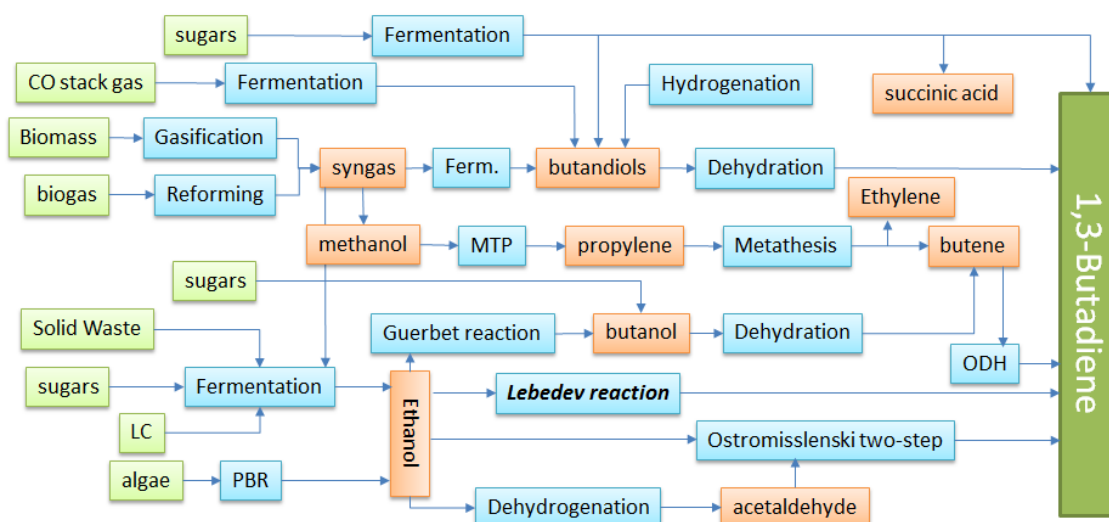 sugars
Fermentation
CO stack gas
Fermentation
Hydrogenation
succinic acid
Biomass
Gasification
syngas
Ferm.
butandiols
Dehydration
biogas
Reforming
Ethylene
methanol
MTP
propylene
Metathesis
butene
sugars
Solid Waste
Guerbet reaction
butanol
Dehydration
ODH
sugars
Fermentation
Ethanol
Lebedev reaction
LC
Ostromisslenski two-step
algae
PBR
Dehydrogenation
acetaldehyde
1,3-Butadiene